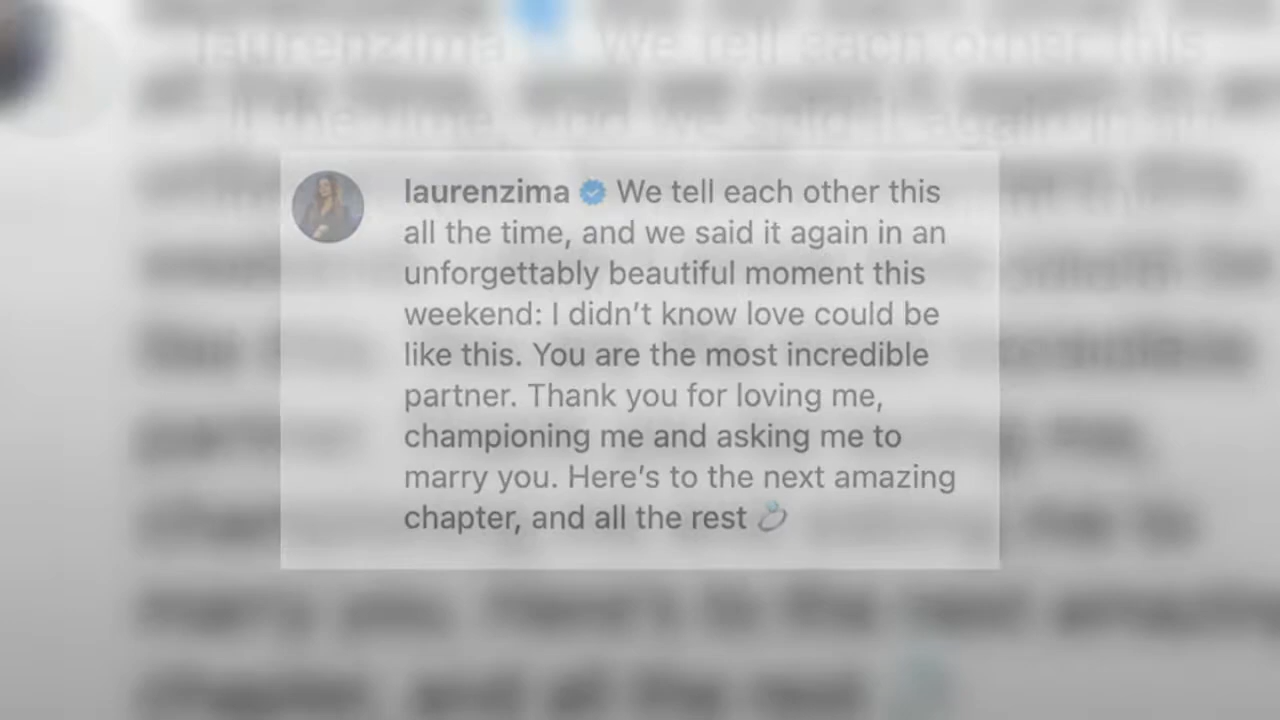 laurenzima We tell each other this
all the time, and we said it again in an
unforgettably beautiful moment this
weekend: I didn’t know love could be
like this. You are the most incredible
partner. Thank you for loving me,
championing me and asking me to
marry you. Here’s to the next amazing
chapter, and all the rest 💍